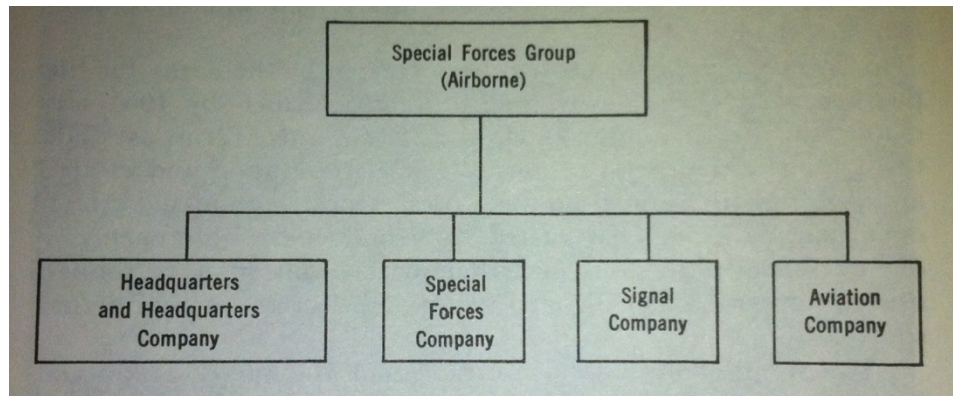 Special Forces Group
(Airborne)
Headquarters
and Headquarters
Company
Special
Forces
Company
Signal
Company
Aviation
Company